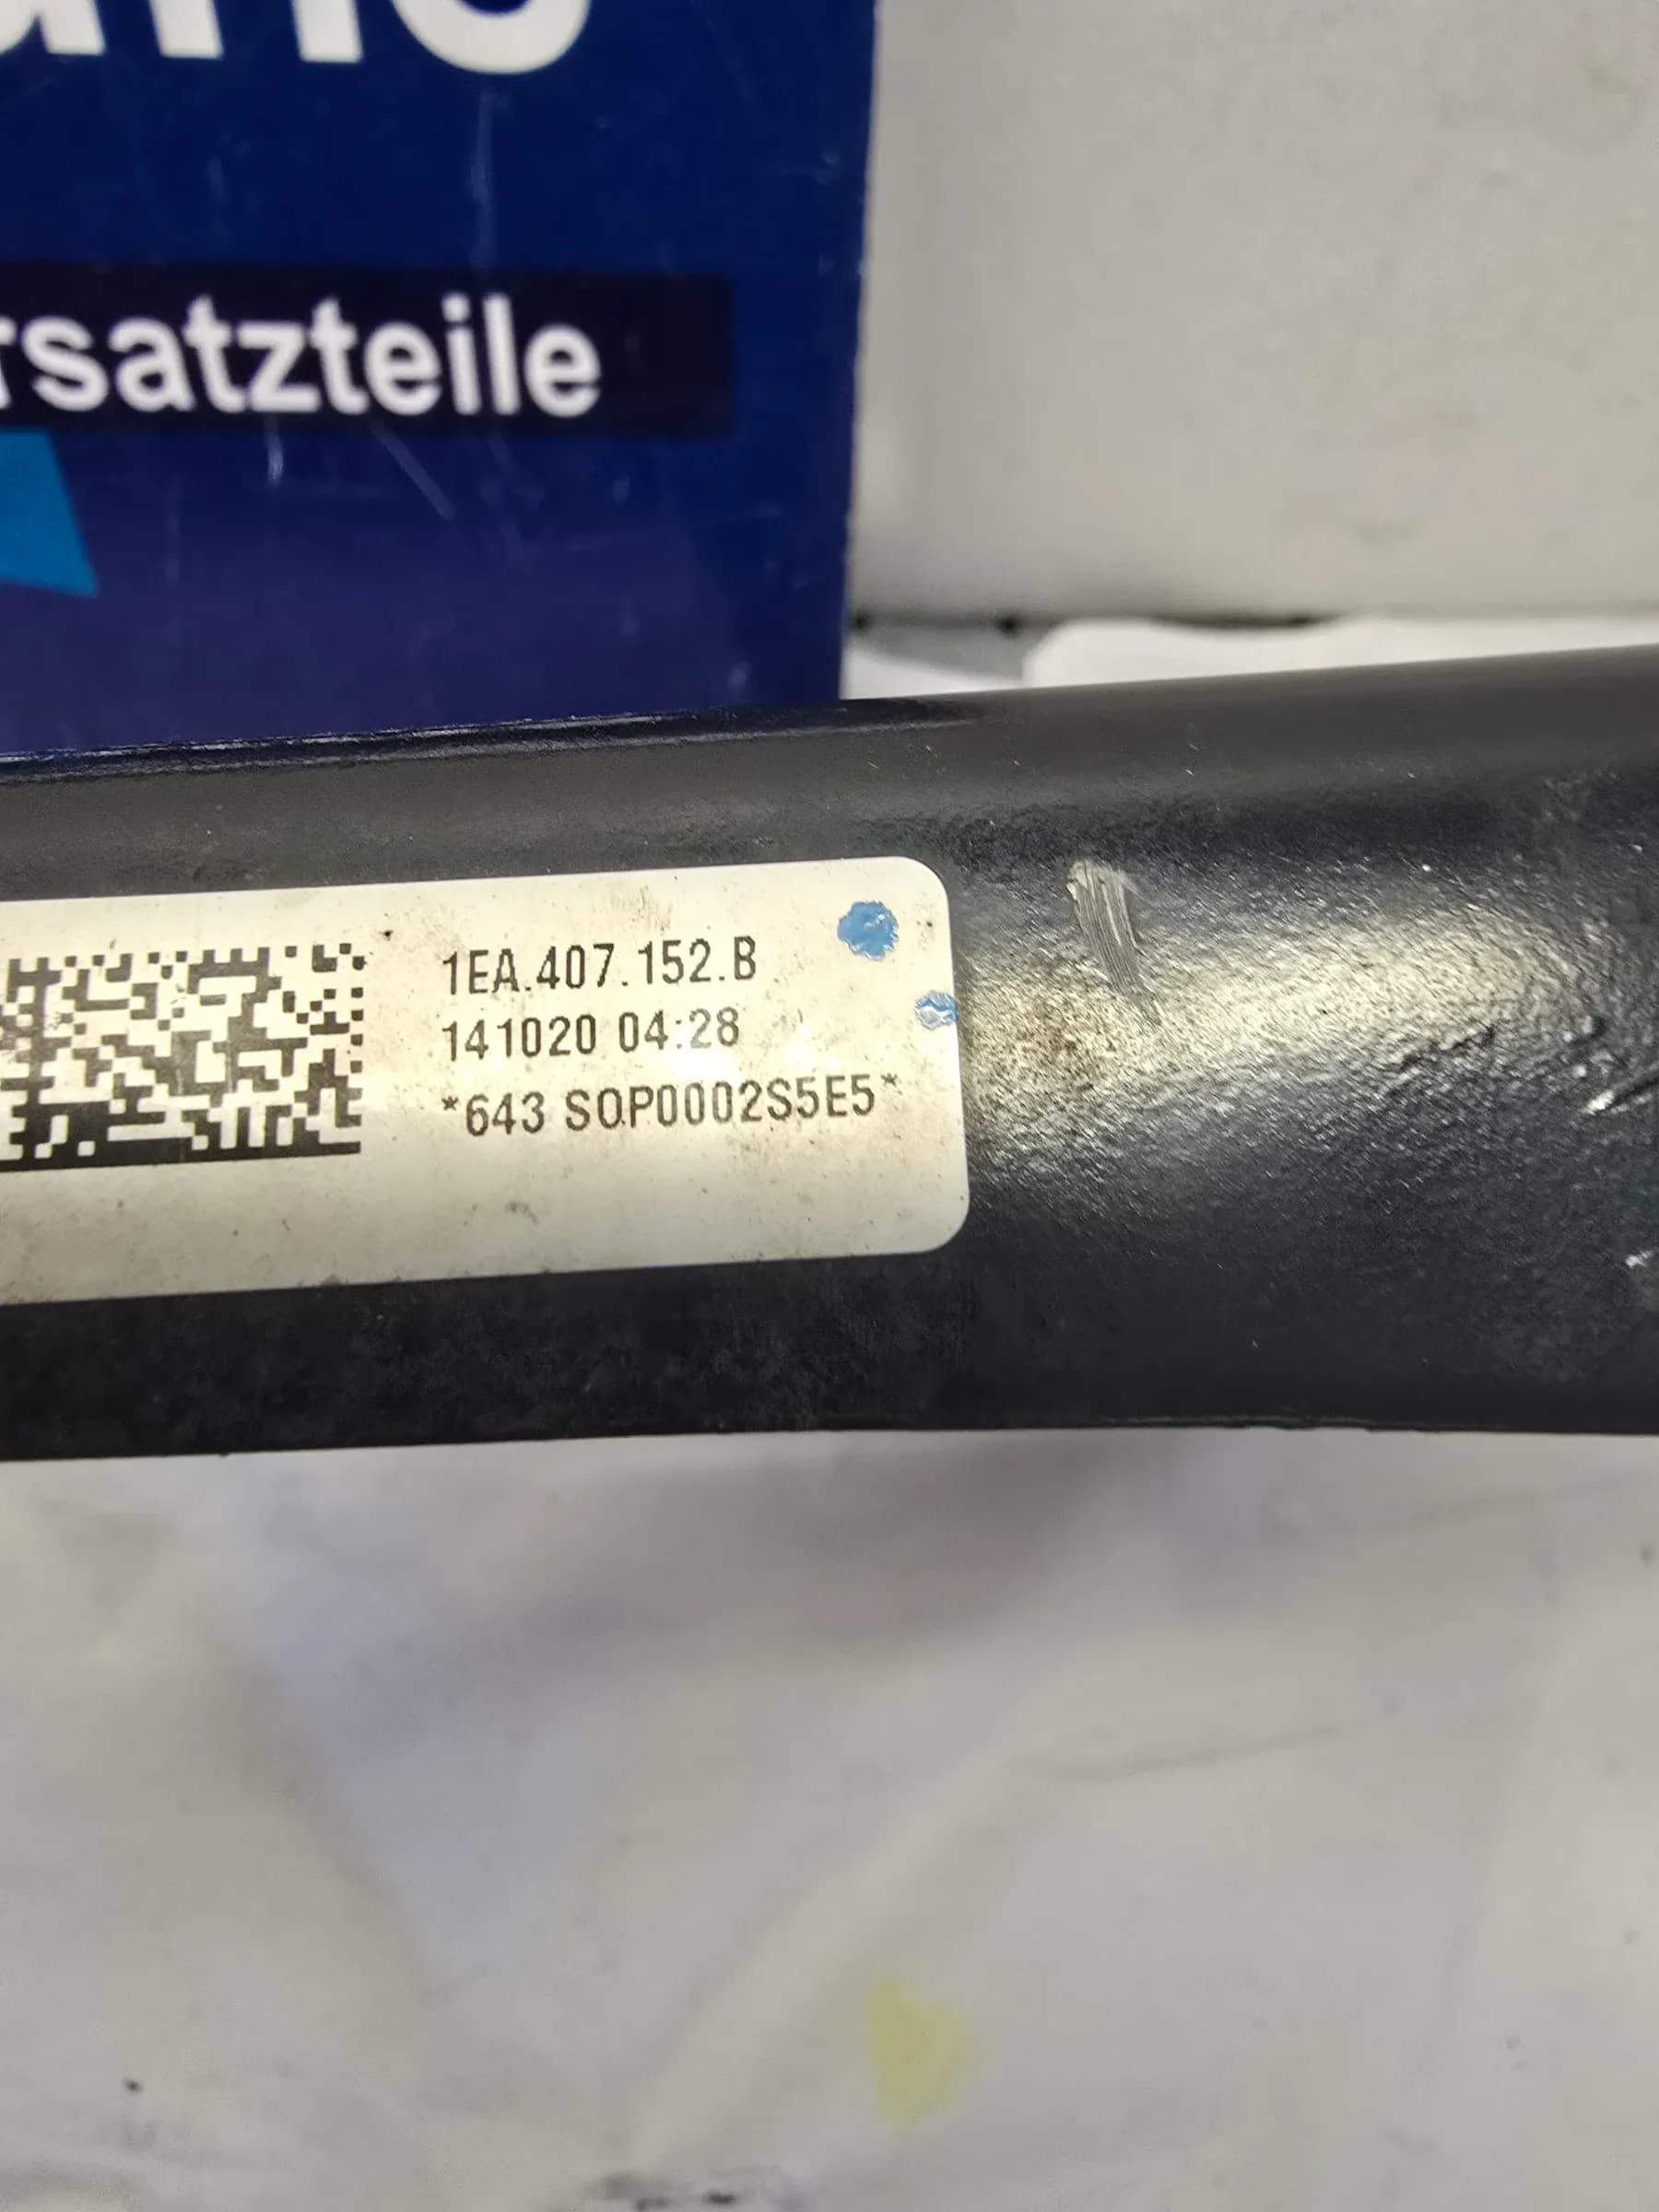 rsatzteile
1EA.407.152.B
141020 04:28
*643 SOP0002S5E5*